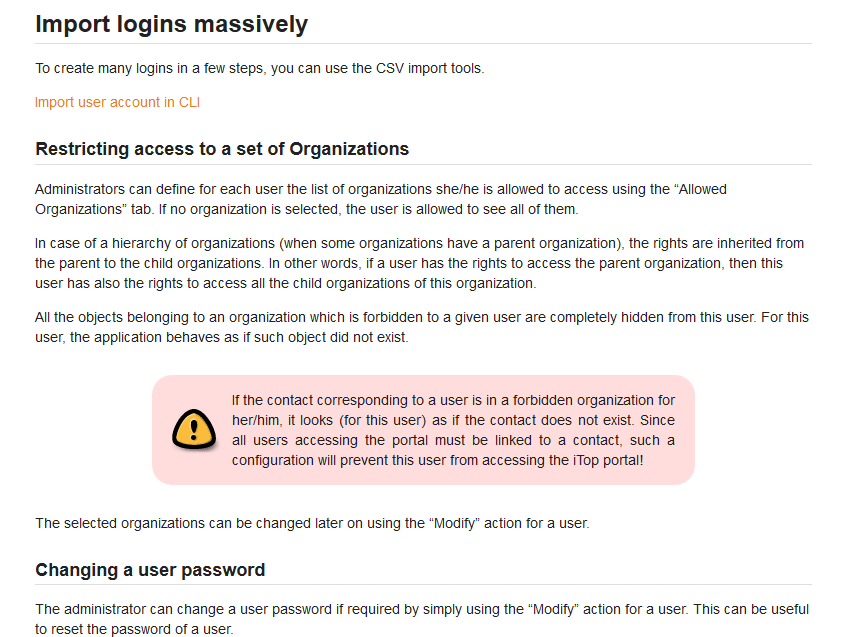 Import logins massively
To create many logins in a few steps, you can use the CSV import tools.
Import user account in CLI
Restricting access to a set of Organizations
Administrators can define for each user the list of organizations she/he is allowed to access using the “Allowed
Organizations” tab. If no organization is selected, the user is allowed to see all of them.
In case of a hierarchy of organizations (when some organizations have a parent organization), the rights are inherited from
the parent to the child organizations. In other words, if a user has the rights to access the parent organization, then this
user has also the rights to access all the child organizations of this organization.
All the objects belonging to an organization which is forbidden to a given user are completely hidden from this user. For this
user, the application behaves as if such object did not exist.
If the contact corresponding to a user is in a forbidden organization for
her/him, it looks (for this user) as if the contact does not exist. Since
all users accessing the portal must be linked to a contact, such a
configuration will prevent this user from accessing the iTop portal!
The selected organizations can be changed later on using the “Modify” action for a user.
Changing a user password
The administrator can change a user password if required by simply using the “Modify” action for a user. This can be useful
to reset the password of a user.